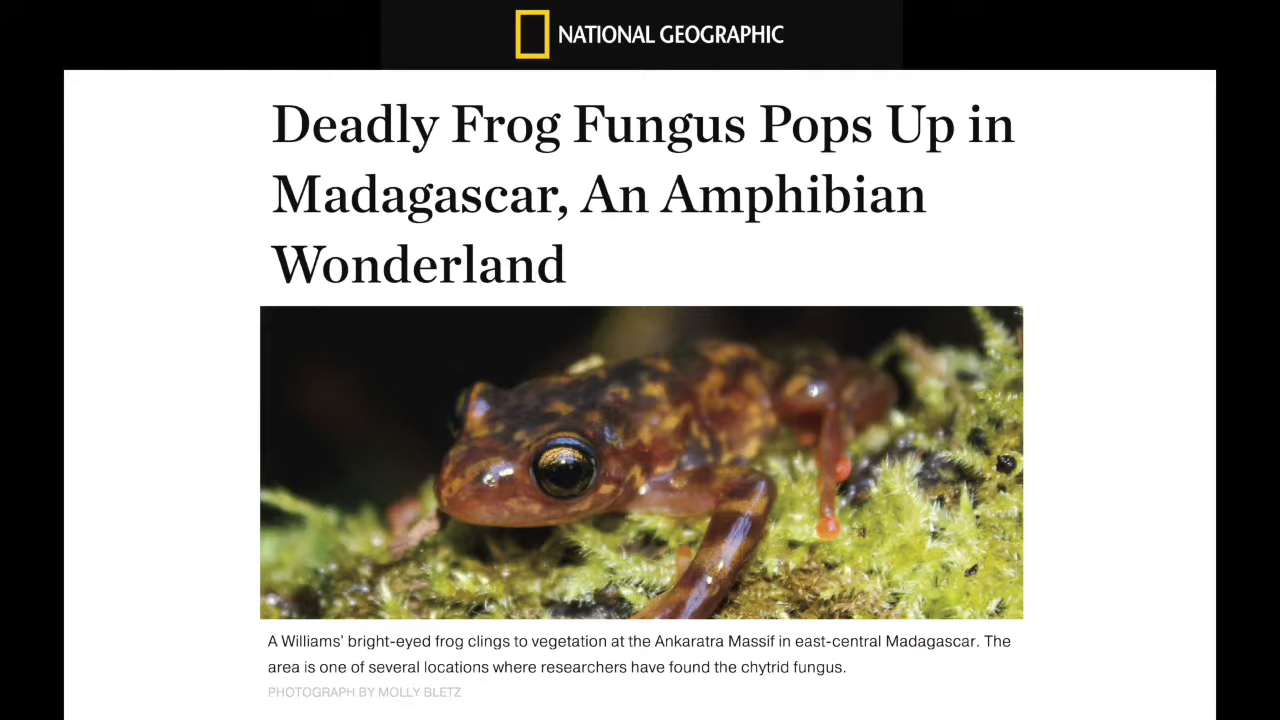 NATIONAL GEOGRAPHIC
Deadly Frog Fungus Pops Up in
Madagascar, An Amphibian
Wonderland
A Williams' bright-eyed frog clings to vegetation at the Ankaratra Massif in east-central Madagascar. The
area is one of several locations where researchers have found the chytrid fungus.
PHOTOGRAPH BY MOLLY BLETZ